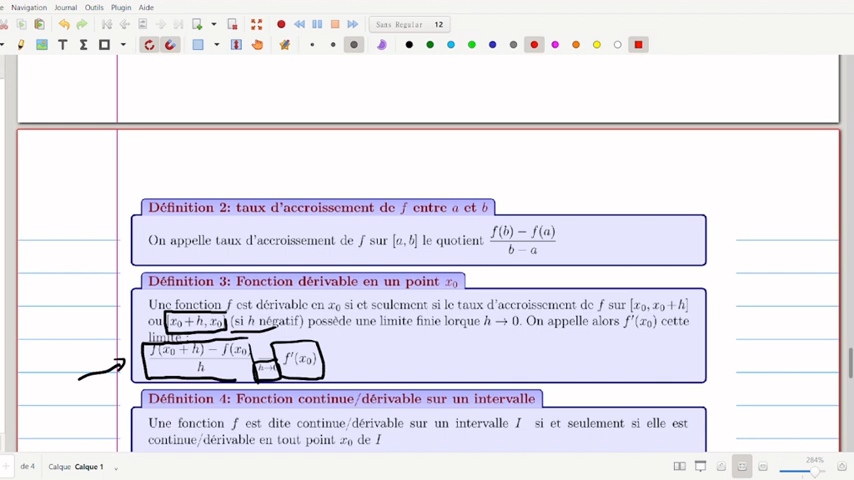 Navigation Journal Outils Plugin Aide
Sans Regular 12
Définition 2: taux d'accroissement de f entre a et b
On appelle taux d'accroissement de f sur [a, b] le quotient f(b) − f(a) / b − a
Définition 3: Fonction dérivable en un point x₀
Une fonction f est dérivable en x₀ si et seulement si le taux d'accroissement de f sur [x₀, x₀+h]
ou [x₀+h, x₀] (si h négatif) possède une limite finie lorque h → 0. On appelle alors f'(x₀) cette
limite :
f(x₀ + h) − f(x₀) / h h→0 f'(x₀)
Définition 4: Fonction continue/dérivable sur un intervalle
Une fonction f est dite continue/dérivable sur un intervalle I si et seulement si elle est
continue/dérivable en tout point x₀ de I
de 4 Calque Calque 1
284%